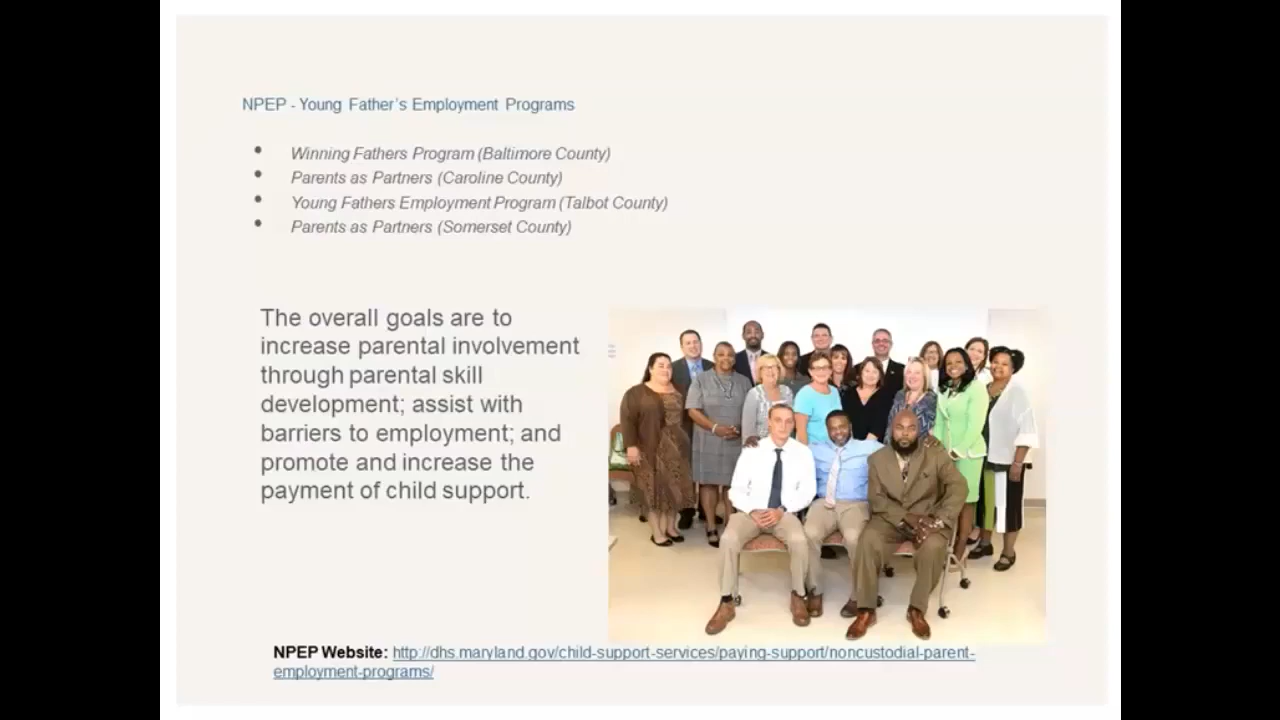 NPEP - Young Father's Employment Programs
• Winning Fathers Program (Baltimore County)
• Parents as Partners (Caroline County)
• Young Fathers Employment Program (Talbot County)
• Parents as Partners (Somerset County)
The overall goals are to
increase parental involvement
through parental skill
development; assist with
barriers to employment; and
promote and increase the
payment of child support.
NPEP Website: http://dhs.maryland.gov/child-support-services/paying-support/noncustodial-parent-
employment-programs/